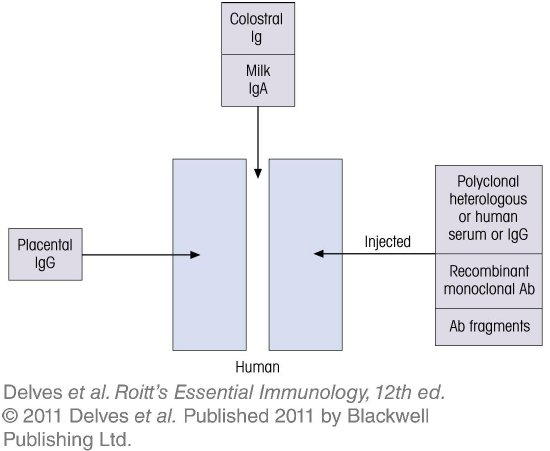 Colostral
Ig
Milk
IgA
Placental
IgG
Injected
Polyclonal
heterologous
or human
serum or IgG
Recombinant
monoclonal Ab
Ab fragments
Human
Delves et al. Roitt's Essential Immunology, 12th ed.
© 2011 Delves et al. Published 2011 by Blackwell
Publishing Ltd.